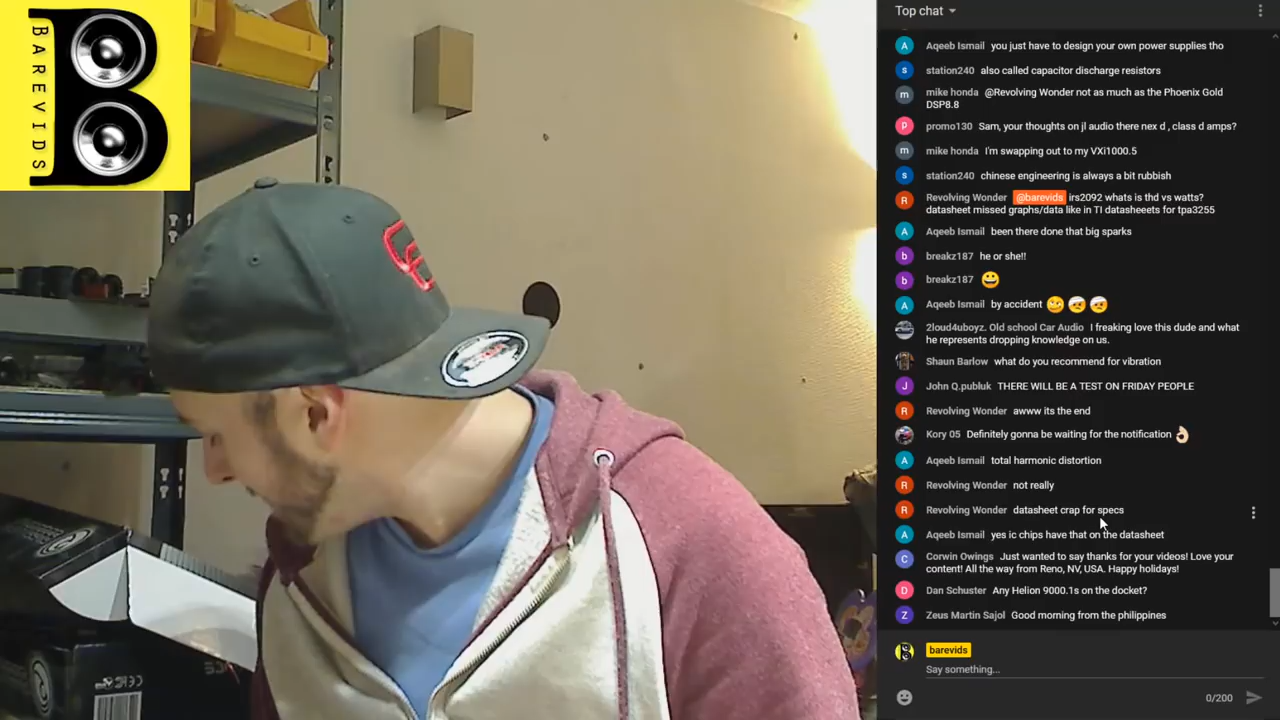 BAREVIDS
Top chat
A Aqeeb Ismail you just have to design your own power supplies tho
s station240 also called capacitor discharge resistors
m mike honda @Revolving Wonder not as much as the Phoenix Gold
DSP8.8
P promo130 Sam, your thoughts on jl audio there nex d , class d amps?
m mike honda I'm swapping out to my VXi1000.5
s station240 chinese engineering is always a bit rubbish
R Revolving Wonder @barevids irs2092 whats is thd vs watts?
datasheet missed graphs/data like in TI datasheeets for tpa3255
A Aqeeb Ismail been there done that big sparks
b breakz187 he or she!!
b breakz187 😀
A Aqeeb Ismail by accident 🥴 🤕 🤕
2loud4uboyz. Old school Car Audio I freaking love this dude and what
he represents dropping knowledge on us.
Shaun Barlow what do you recommend for vibration
J John Q.publuk THERE WILL BE A TEST ON FRIDAY PEOPLE
R Revolving Wonder awww its the end
Kory 05 Definitely gonna be waiting for the notification 👌🏻
A Aqeeb Ismail total harmonic distortion
R Revolving Wonder not really
R Revolving Wonder datasheet crap for specs
A Aqeeb Ismail yes ic chips have that on the datasheet
C Corwin Owings Just wanted to say thanks for your videos! Love your
content! All the way from Reno, NV, USA. Happy holidays!
D Dan Schuster Any Helion 9000.1s on the docket?
Z Zeus Martin Sajol Good morning from the philippines
barevids
Say something...
0/200